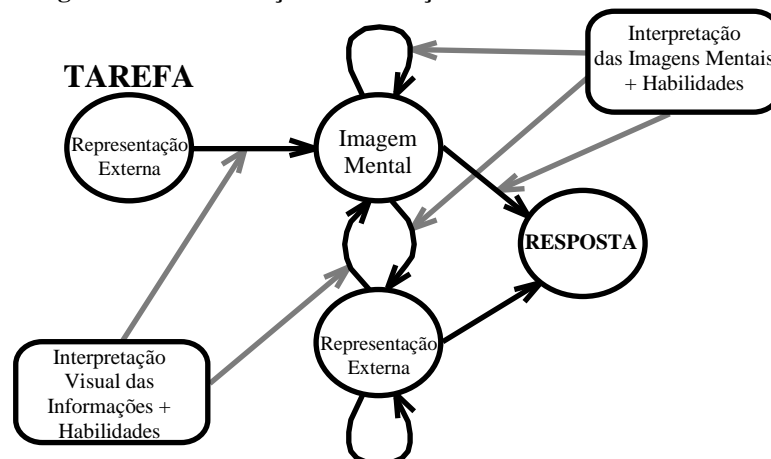 TAREFA
Representação
Externa
Imagem
Mental
Interpretação
das Imagens Mentais
+ Habilidades
RESPOSTA
Interpretação
Visual das
Informações +
Habilidades
Representação
Externa